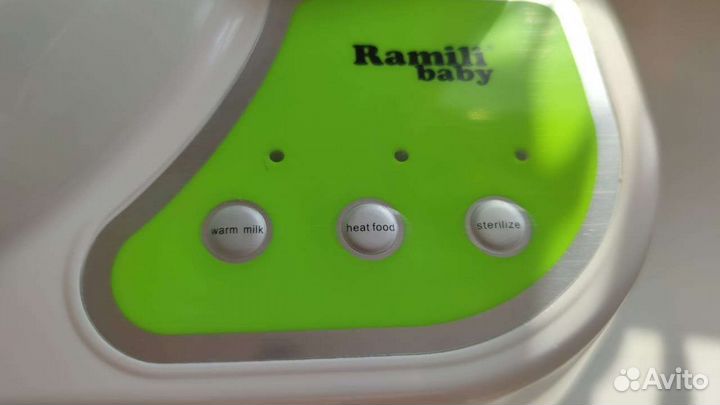 Ramili®
baby
warm milk
heat food
sterilize
Avito